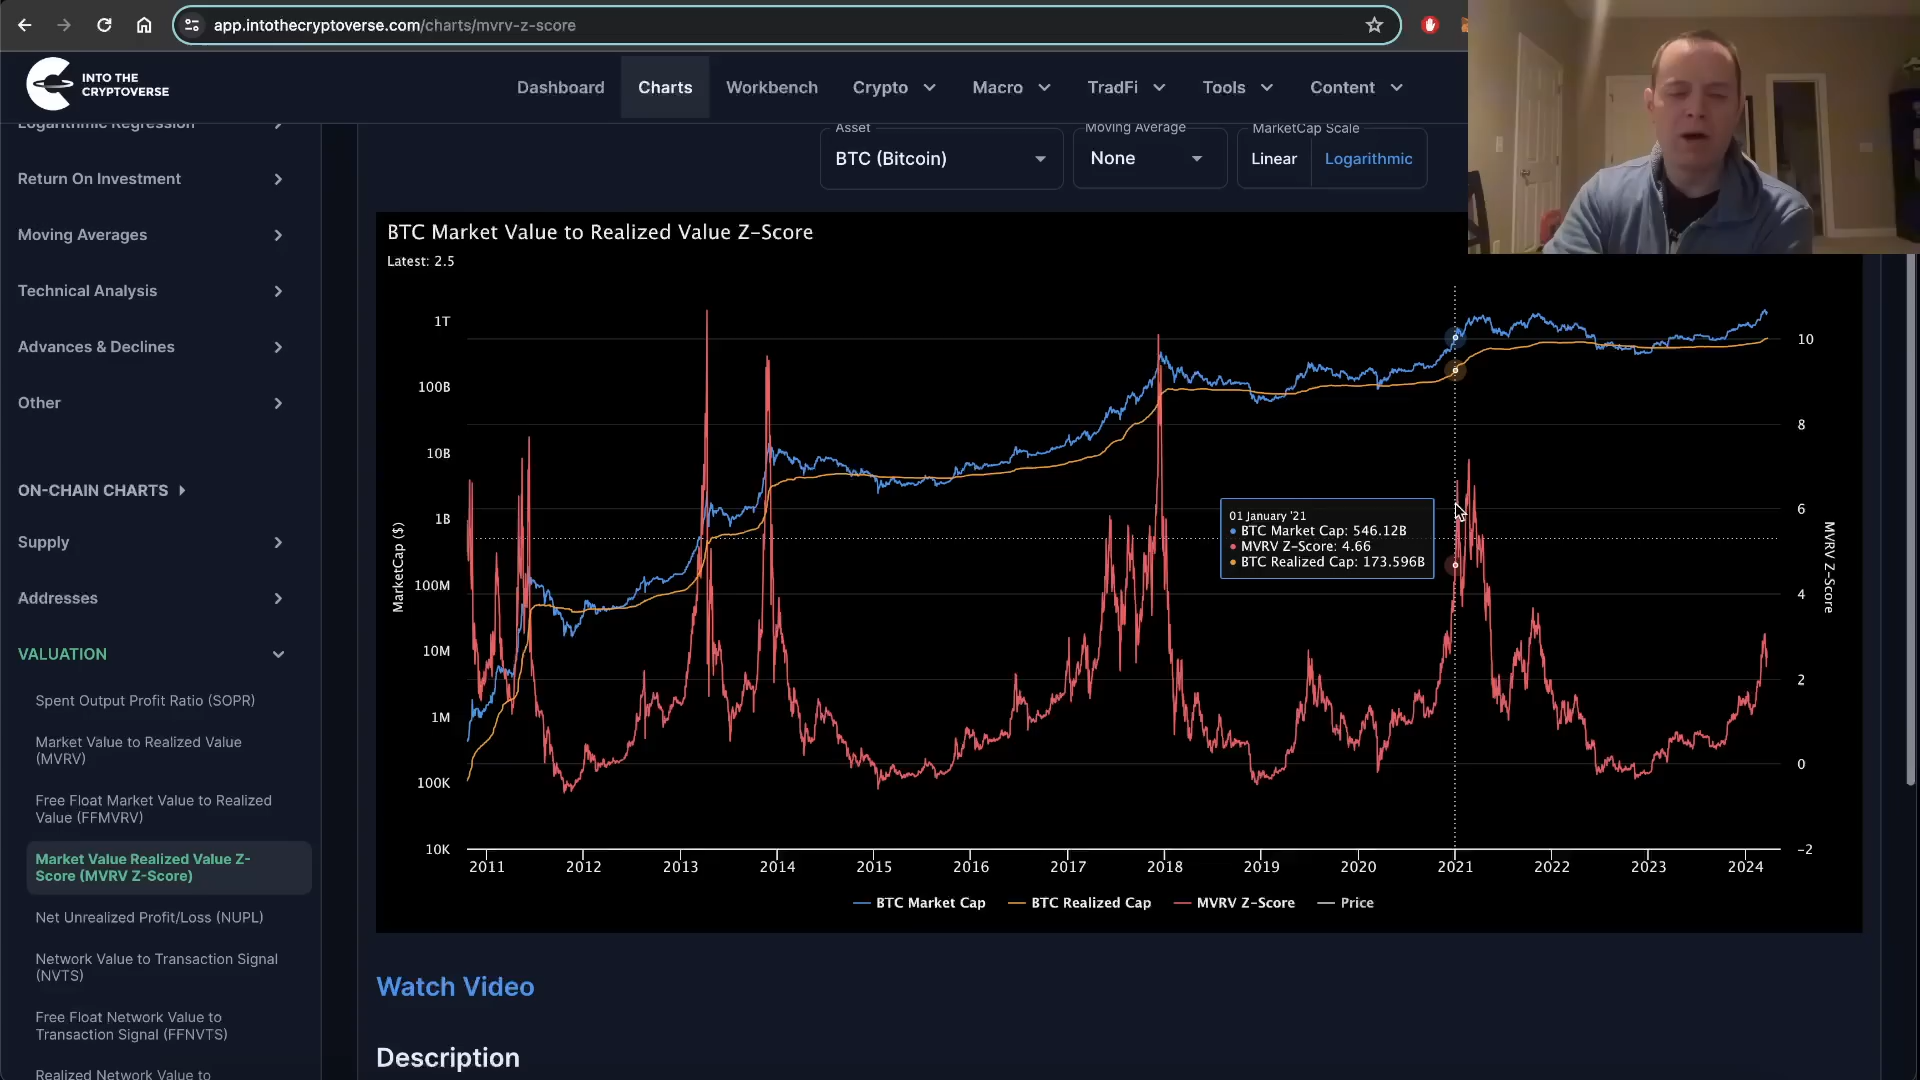 app.intothecryptoverse.com/charts/mvrv-z-score
INTO THE
CRYPTOVERSE
Dashboard
Charts
Workbench
Crypto
Macro
TradFi
Tools
Content
Logarithmic Regression
Return On Investment
Moving Averages
Technical Analysis
Advances & Declines
Other
ON-CHAIN CHARTS
Supply
Addresses
VALUATION
Spent Output Profit Ratio (SOPR)
Market Value to Realized Value
(MVRV)
Free Float Market Value to Realized
Value (FFMVRV)
Market Value Realized Value Z-
Score (MVRV Z-Score)
Net Unrealized Profit/Loss (NUPL)
Network Value to Transaction Signal
(NVTS)
Free Float Network Value to
Transaction Signal (FFNVTS)
Realized Network Value to
Asset
BTC (Bitcoin)
Moving Average
None
MarketCap Scale
Linear
Logarithmic
BTC Market Value to Realized Value Z-Score
Latest: 2.5
1T
100B
10B
1B
100M
10M
1M
100K
10K
MarketCap ($)
10
8
6
4
2
0
-2
MVRV Z-Score
01 January '21
BTC Market Cap: 546.12B
MVRV Z-Score: 4.66
BTC Realized Cap: 173.596B
2011
2012
2013
2014
2015
2016
2017
2018
2019
2020
2021
2022
2023
2024
BTC Market Cap
BTC Realized Cap
MVRV Z-Score
Price
Watch Video
Description